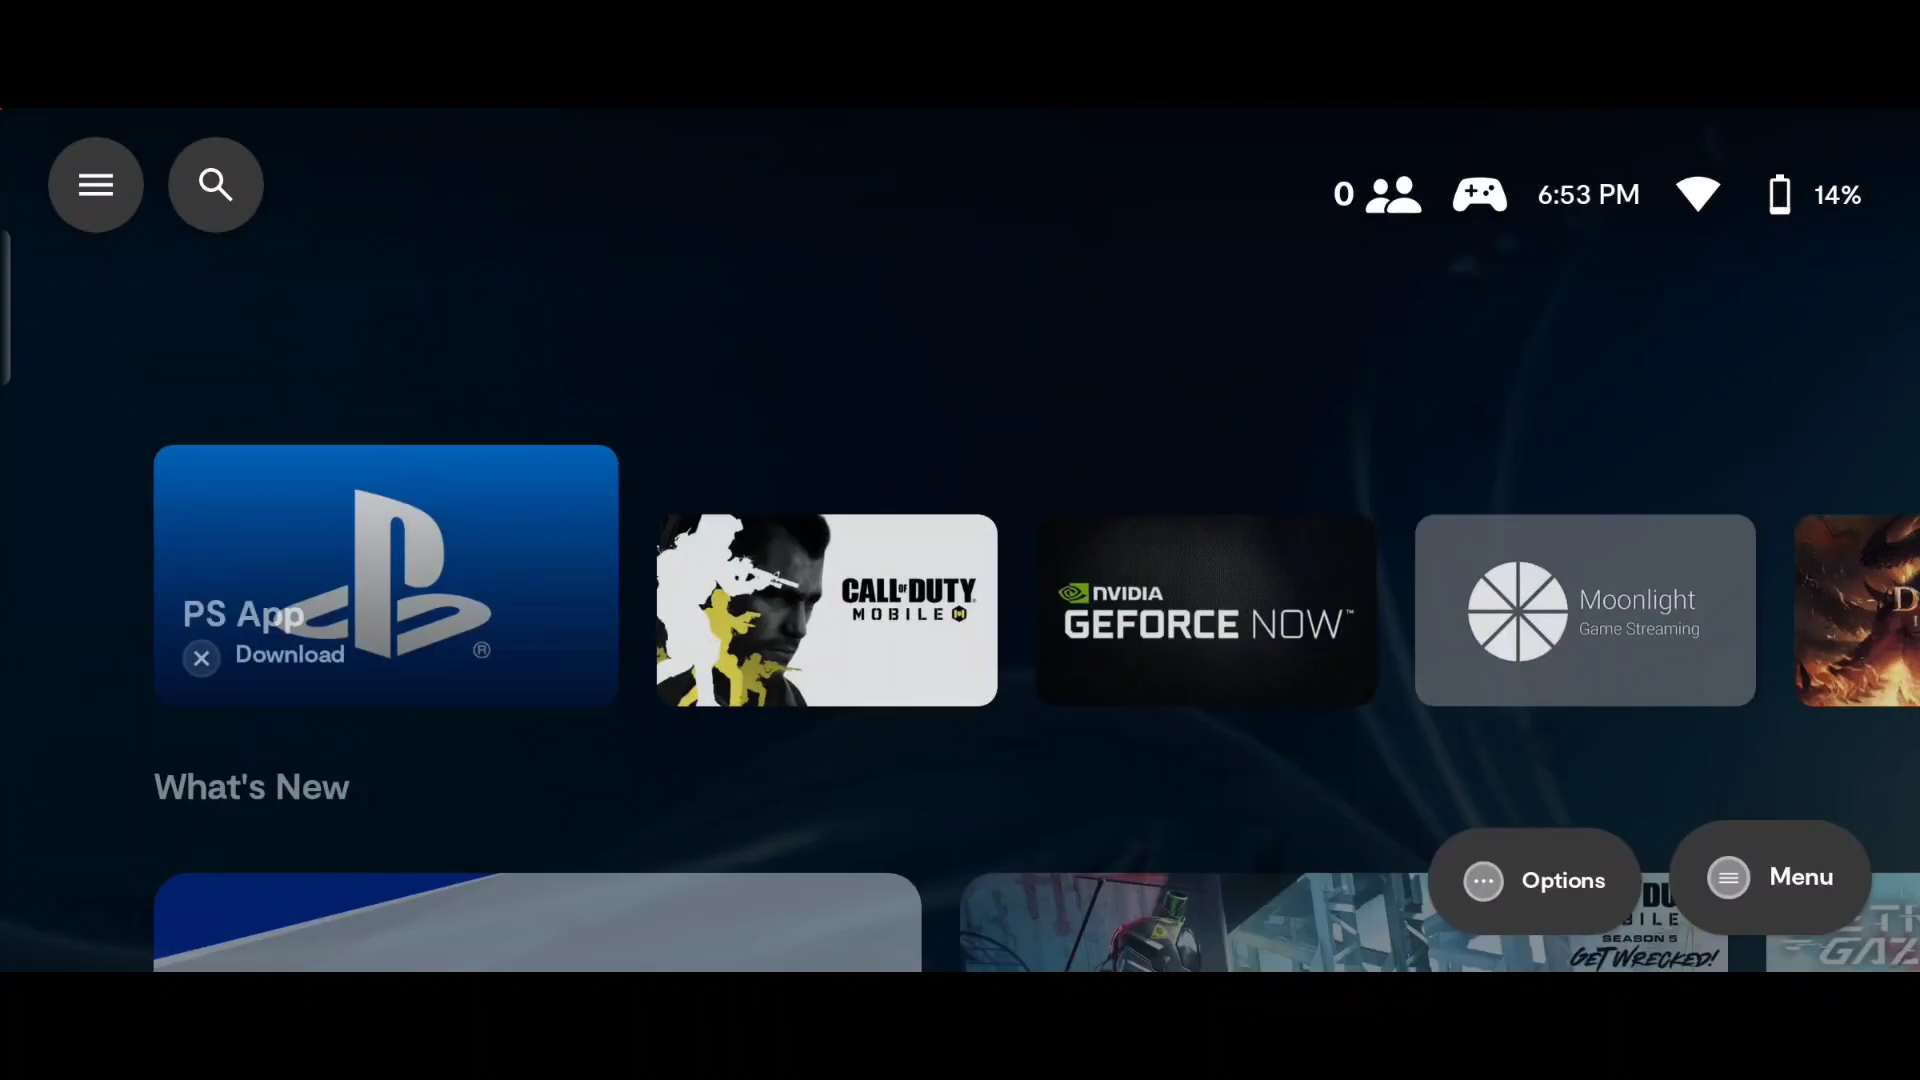 0
6:53 PM
14%
PS App
Download
®
CALL OF DUTY
MOBILE
NVIDIA
GEFORCE NOW™
Moonlight
Game Streaming
What's New
Options
Menu
SEASON 5
GET WRECKED!